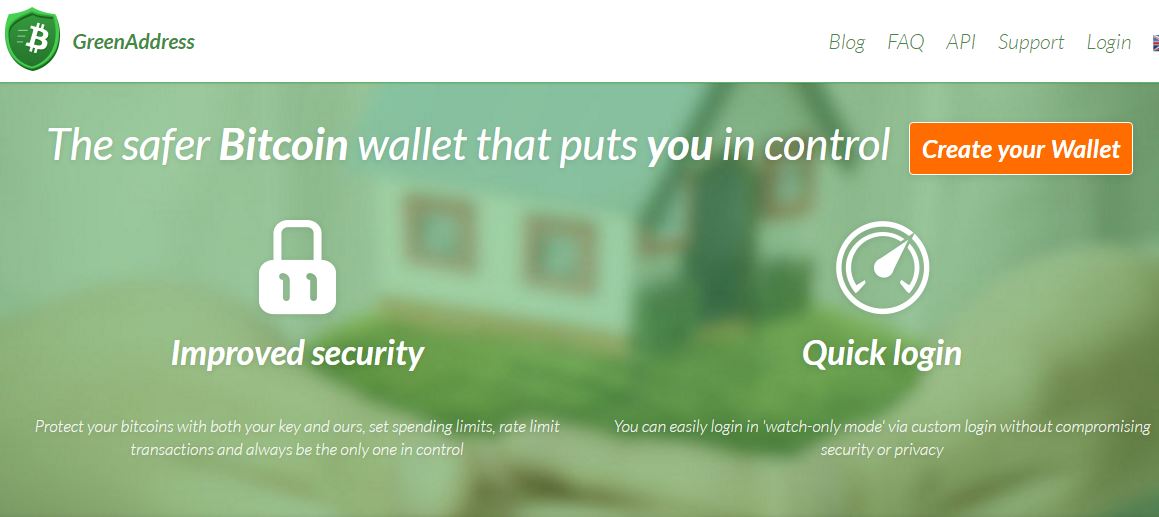 GreenAddress
Blog FAQ API Support Login
The safer Bitcoin wallet that puts you in control
Create your Wallet
Improved security
Protect your bitcoins with both your key and ours, set spending limits, rate limit
transactions and always be the only one in control
Quick login
You can easily login in 'watch-only mode' via custom login without compromising
security or privacy